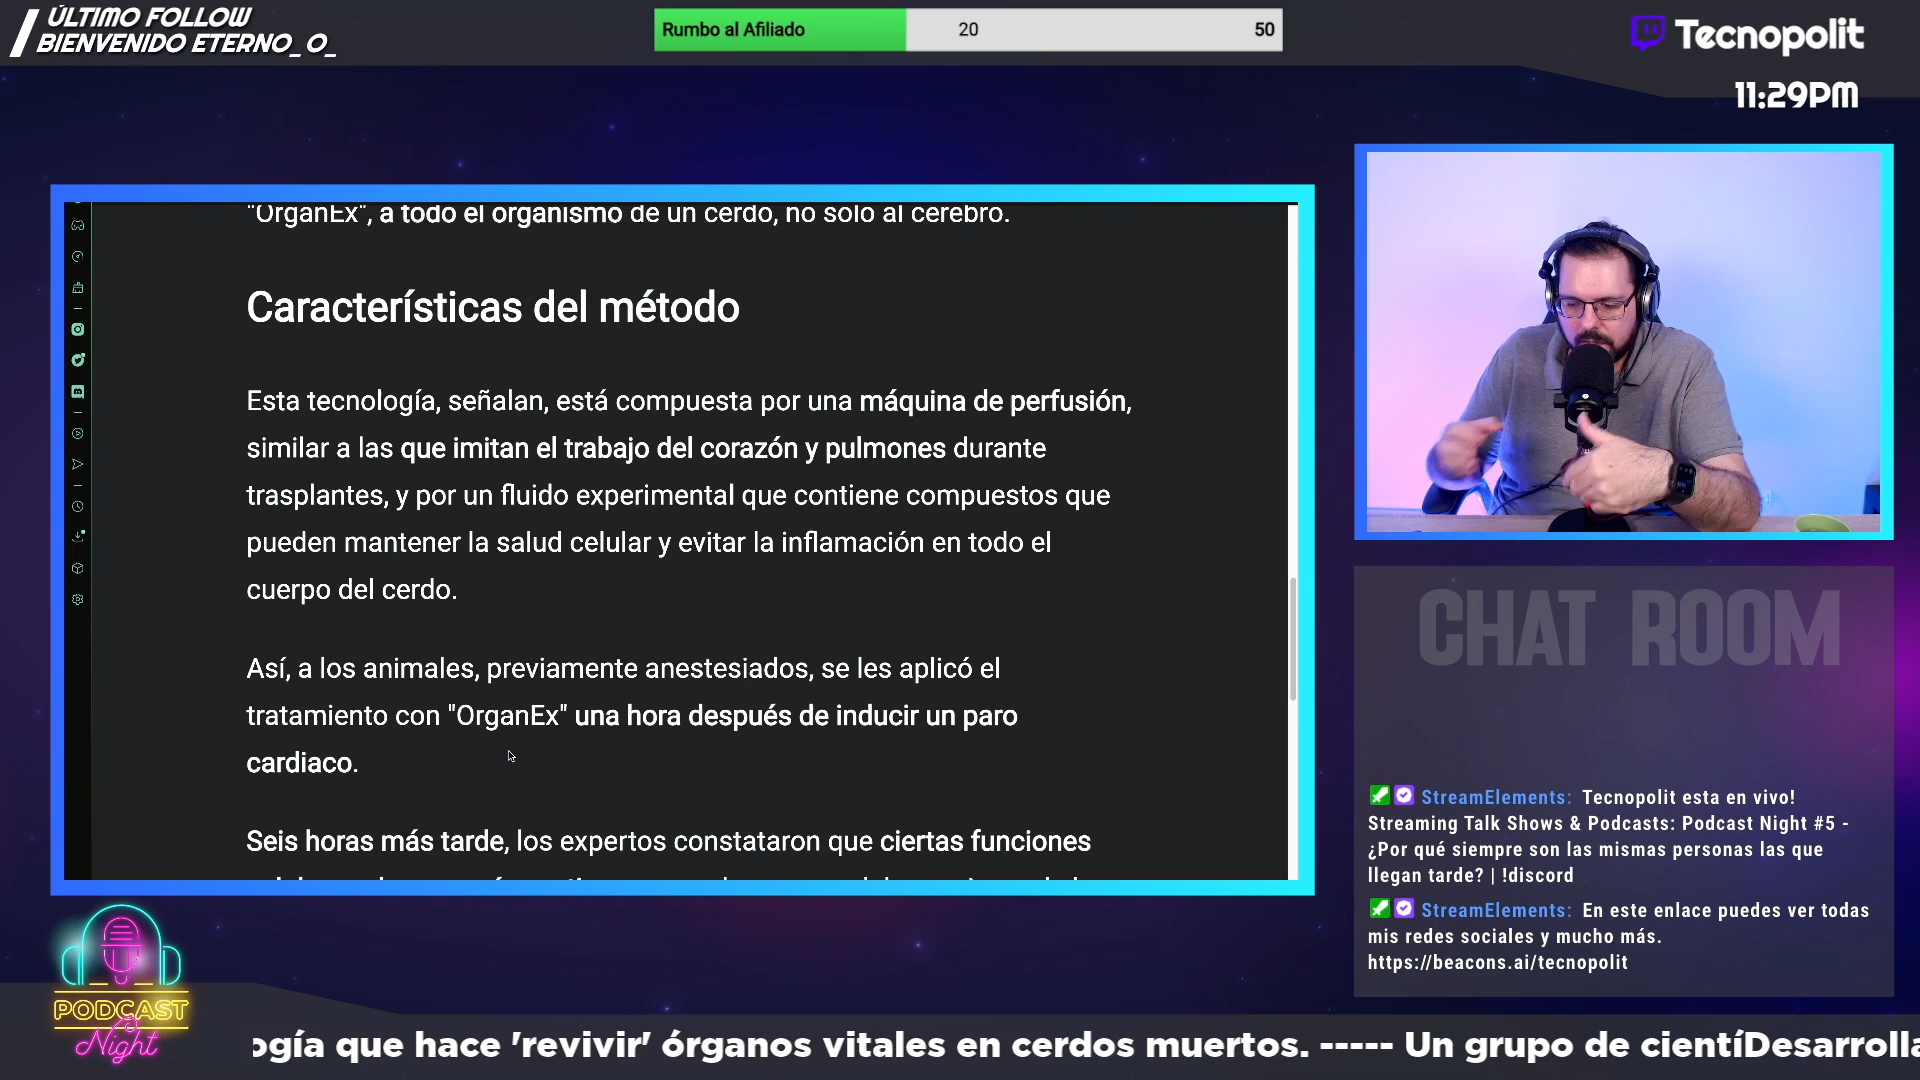 ÚLTIMO FOLLOW
BIENVENIDO ETERNO_O_
Rumbo al Afiliado 20 50
Tecnopolit
11:29PM
"OrganEx", a todo el organismo de un cerdo, no solo al cerebro.
Características del método
Esta tecnología, señalan, está compuesta por una máquina de perfusión,
similar a las que imitan el trabajo del corazón y pulmones durante
trasplantes, y por un fluido experimental que contiene compuestos que
pueden mantener la salud celular y evitar la inflamación en todo el
cuerpo del cerdo.
Así, a los animales, previamente anestesiados, se les aplicó el
tratamiento con "OrganEx" una hora después de inducir un paro
cardiaco.
Seis horas más tarde, los expertos constataron que ciertas funciones
CHAT ROOM
StreamElements: Tecnopolit esta en vivo!
Streaming Talk Shows & Podcasts: Podcast Night #5 -
¿Por qué siempre son las mismas personas las que
llegan tarde? | !discord
StreamElements: En este enlace puedes ver todas
mis redes sociales y mucho más.
https://beacons.ai/tecnopolit
PODCAST
Night
ogía que hace 'revivir' órganos vitales en cerdos muertos. ----- Un grupo de cientíDesarrolla